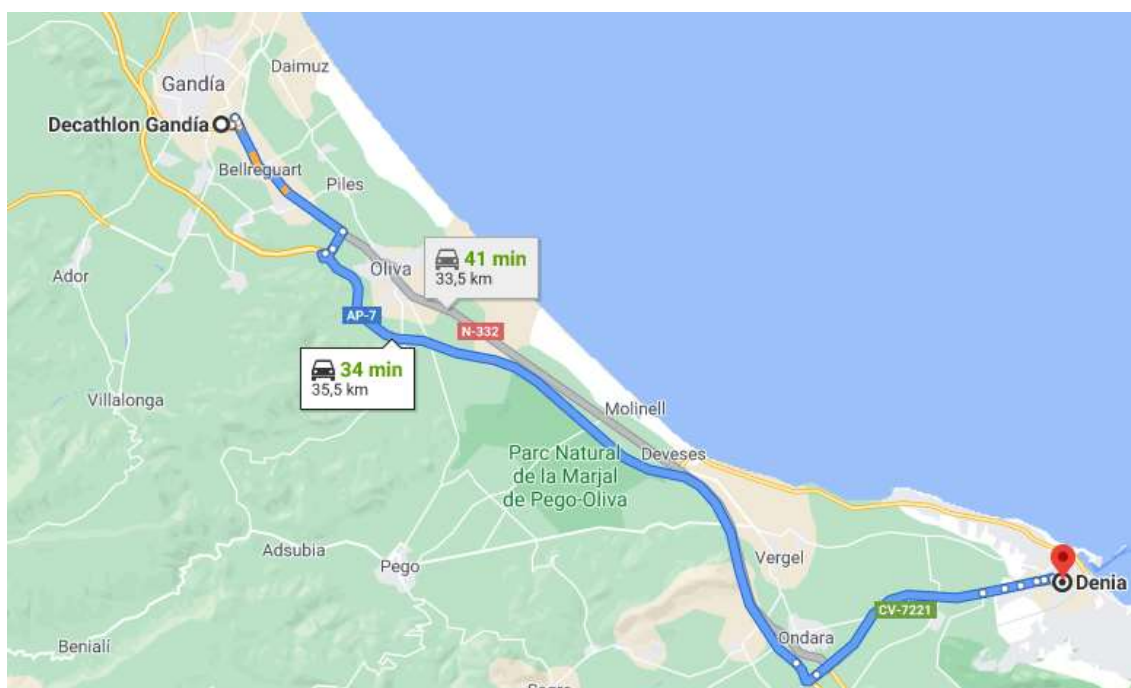 Daimuz
Gandía
Decathlon Gandía
Bellreguart
Piles
Oliva
41 min
33,5 km
Ador
AP-7
N-332
34 min
35,5 km
Villalonga
Molinell
Parc Natural
de la Marjal
de Pego-Oliva
Deveses
Adsubia
Pego
Vergel
Denia
CV-7221
Ondara
Benialí